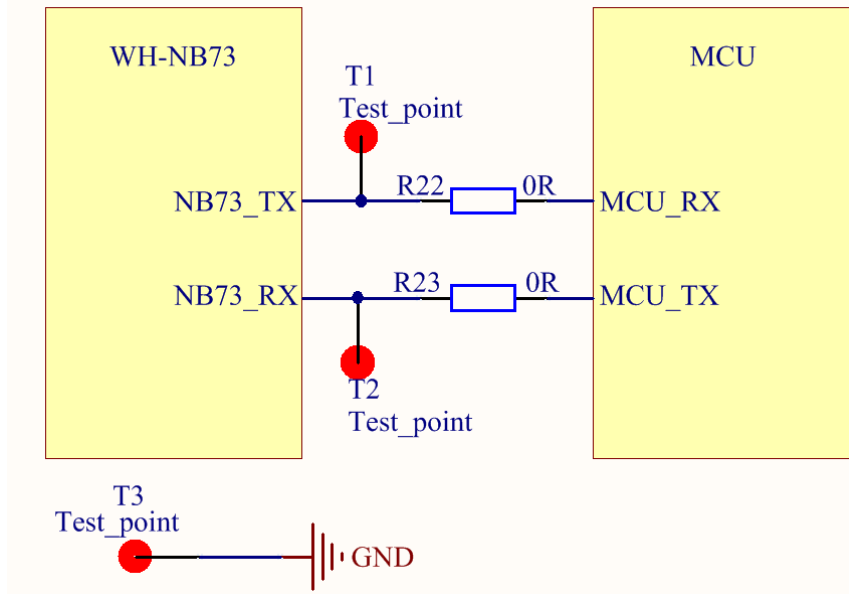 WH-NB73
MCU
T1
Test_point
NB73_TX
R22
0R
MCU_RX
NB73_RX
R23
0R
MCU_TX
T2
Test_point
T3
Test_point
GND